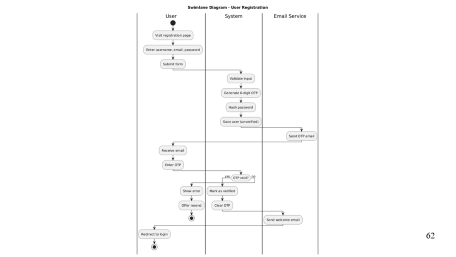 Swimlane Diagram - User Registration
User
System
Email Service
Visit registration page
Enter username, email, password
Submit form
Validate input
Generate 6-digit OTP
Hash password
Save user (unverified)
Send OTP email
Receive email
Enter OTP
OTP valid?
Show error
Mark as verified
Offer resend
Clear OTP
Send welcome email
Redirect to login
62